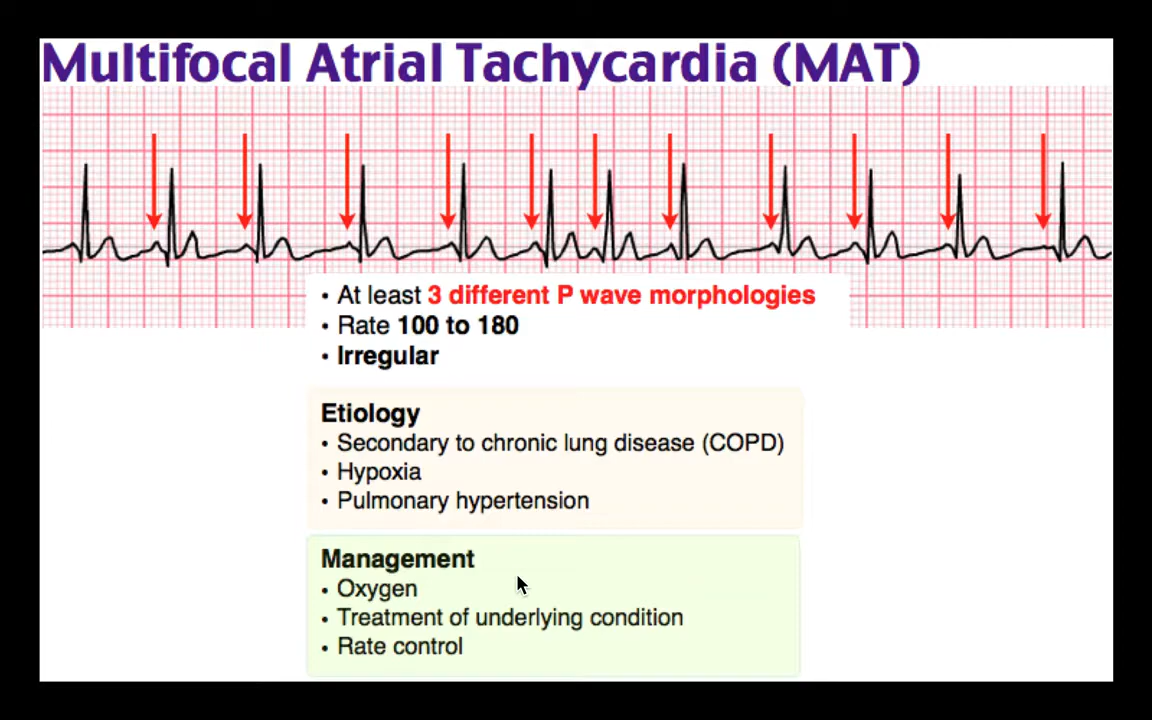 Multifocal Atrial Tachycardia (MAT)
• At least 3 different P wave morphologies
• Rate 100 to 180
• Irregular
Etiology
• Secondary to chronic lung disease (COPD)
• Hypoxia
• Pulmonary hypertension
Management
• Oxygen
• Treatment of underlying condition
• Rate control